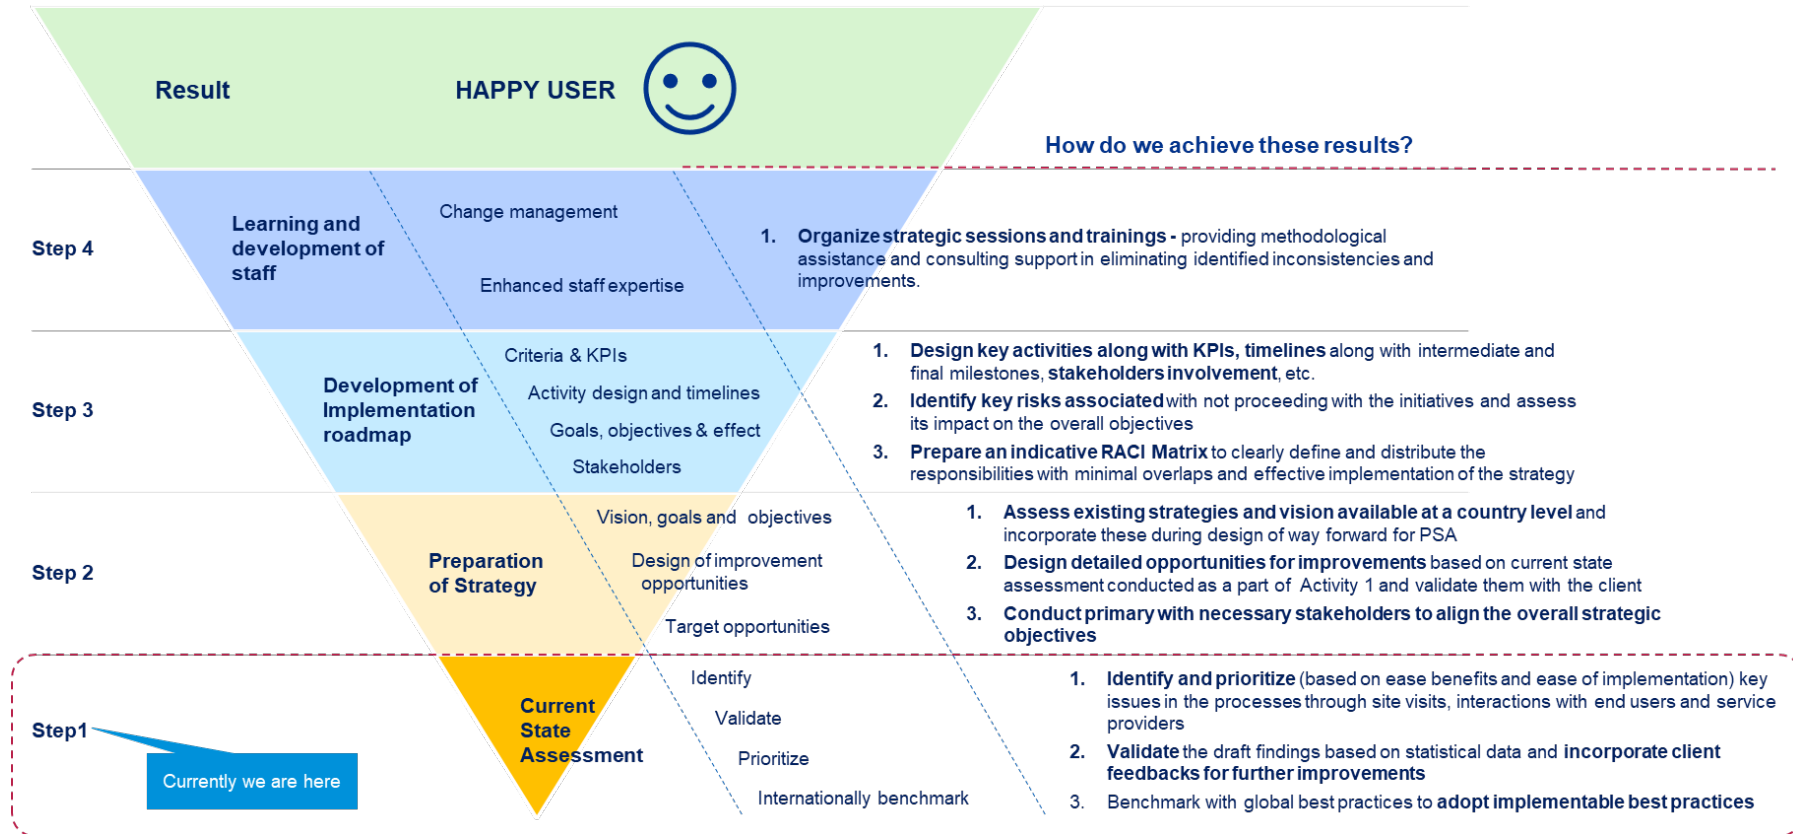 Result
HAPPY USER
How do we achieve these results?
Step 4
Learning and
development of
staff
Change management
Enhanced staff expertise
1. Organize strategic sessions and trainings - providing methodological
assistance and consulting support in eliminating identified inconsistencies and
improvements.
Step 3
Development of
Implementation
roadmap
Criteria & KPIs
Activity design and timelines
Goals, objectives & effect
Stakeholders
1. Design key activities along with KPIs, timelines along with intermediate and
final milestones, stakeholders involvement, etc.
2. Identify key risks associated with not proceeding with the initiatives and assess
its impact on the overall objectives
3. Prepare an indicative RACI Matrix to clearly define and distribute the
responsibilities with minimal overlaps and effective implementation of the strategy
Step 2
Preparation
of Strategy
Vision, goals and objectives
Design of improvement
opportunities
Target opportunities
1. Assess existing strategies and vision available at a country level and
incorporate these during design of way forward for PSA
2. Design detailed opportunities for improvements based on current state
assessment conducted as a part of Activity 1 and validate them with the client
3. Conduct primary with necessary stakeholders to align the overall strategic
objectives
Step1
Currently we are here
Current
State
Assessment
Identify
Validate
Prioritize
Internationally benchmark
1. Identify and prioritize (based on ease benefits and ease of implementation) key
issues in the processes through site visits, interactions with end users and service
providers
2. Validate the draft findings based on statistical data and incorporate client
feedbacks for further improvements
3. Benchmark with global best practices to adopt implementable best practices